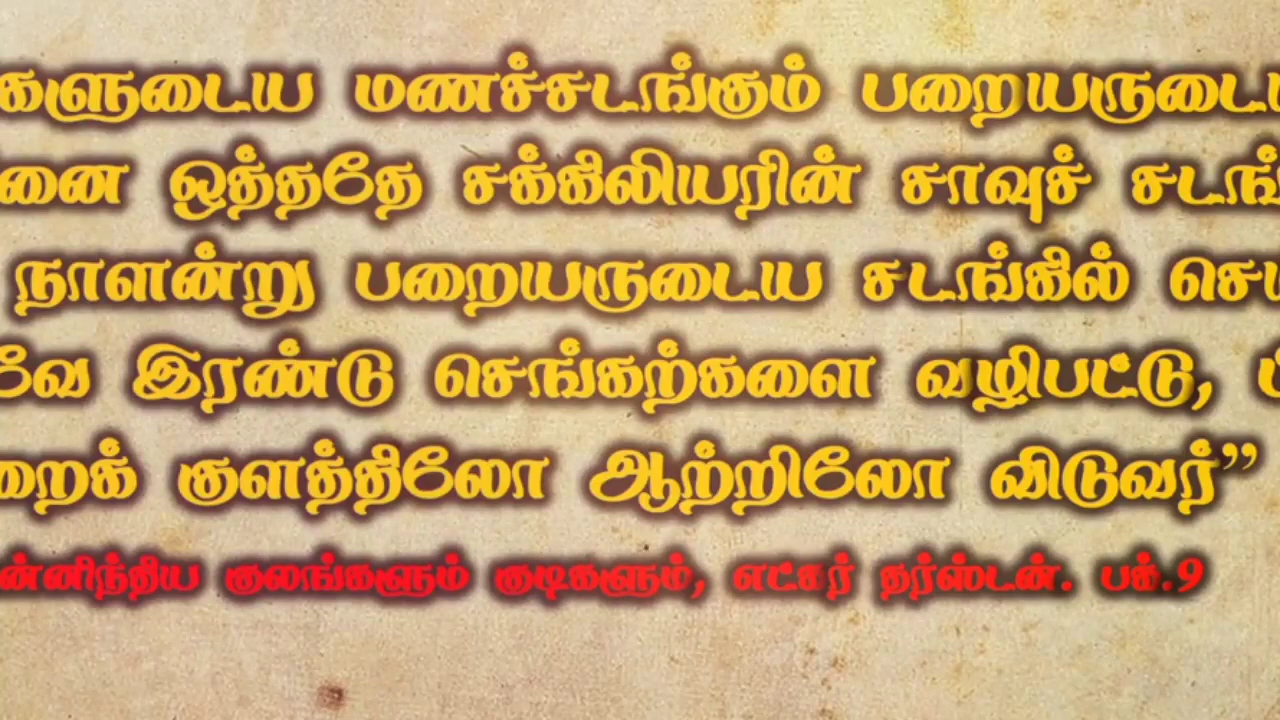 களுடைய மணச்சடங்கும் பறையருடைய
னை ஒத்ததே சக்கிலியரின் சாவுச் சடங்
நாளன்று பறையருடைய சடங்கில் செய
வே இரண்டு செங்கற்களை வழிபட்டு,
றைக் குளத்திலோ ஆற்றிலோ விடுவர்”
ன்னிந்திய குலங்களும் குடிகளும், எட்கர் தர்ஸ்டன். பக்.9